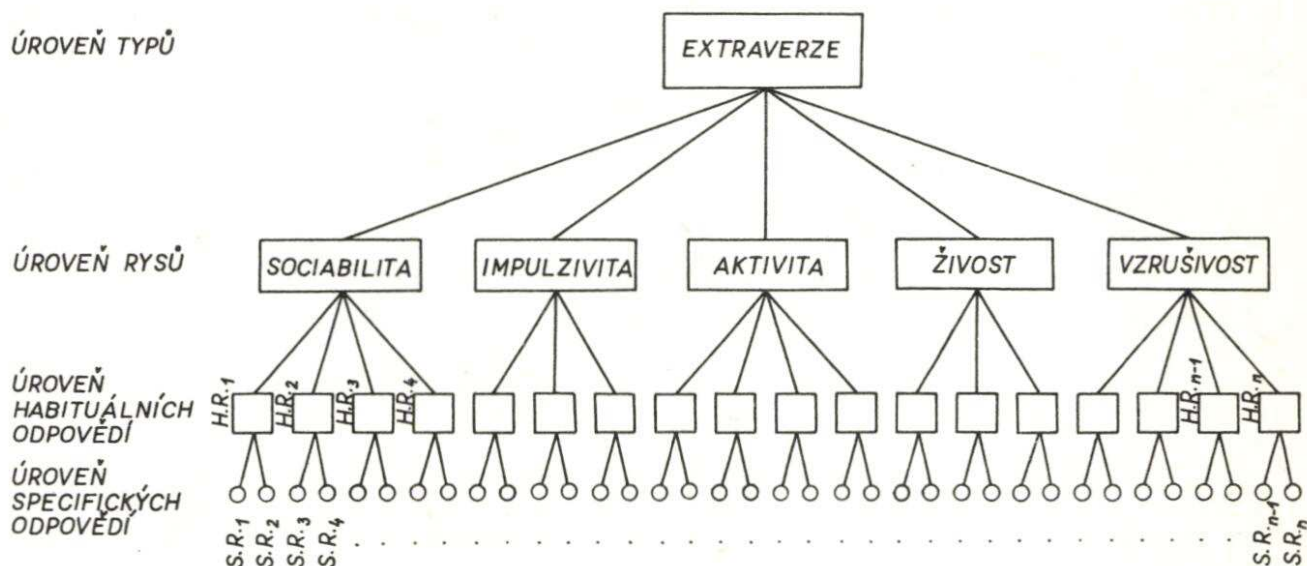 ÚROVEŇ TYPŮ
EXTRAVERZE
ÚROVEŇ RYSŮ
SOCIABILITA
IMPULZIVITA
AKTIVITA
ŽIVOST
VZRUŠIVOST
ÚROVEŇ
HABITUÁLNÍCH
ODPOVĚDÍ
H.R.1
H.R.2
H.R.3
H.R.4
H.R.n-1
H.R.n
ÚROVEŇ
SPECIFICKÝCH
ODPOVĚDÍ
S.R.1
S.R.2
S.R.3
S.R.4
S.R.n-1
S.R.n